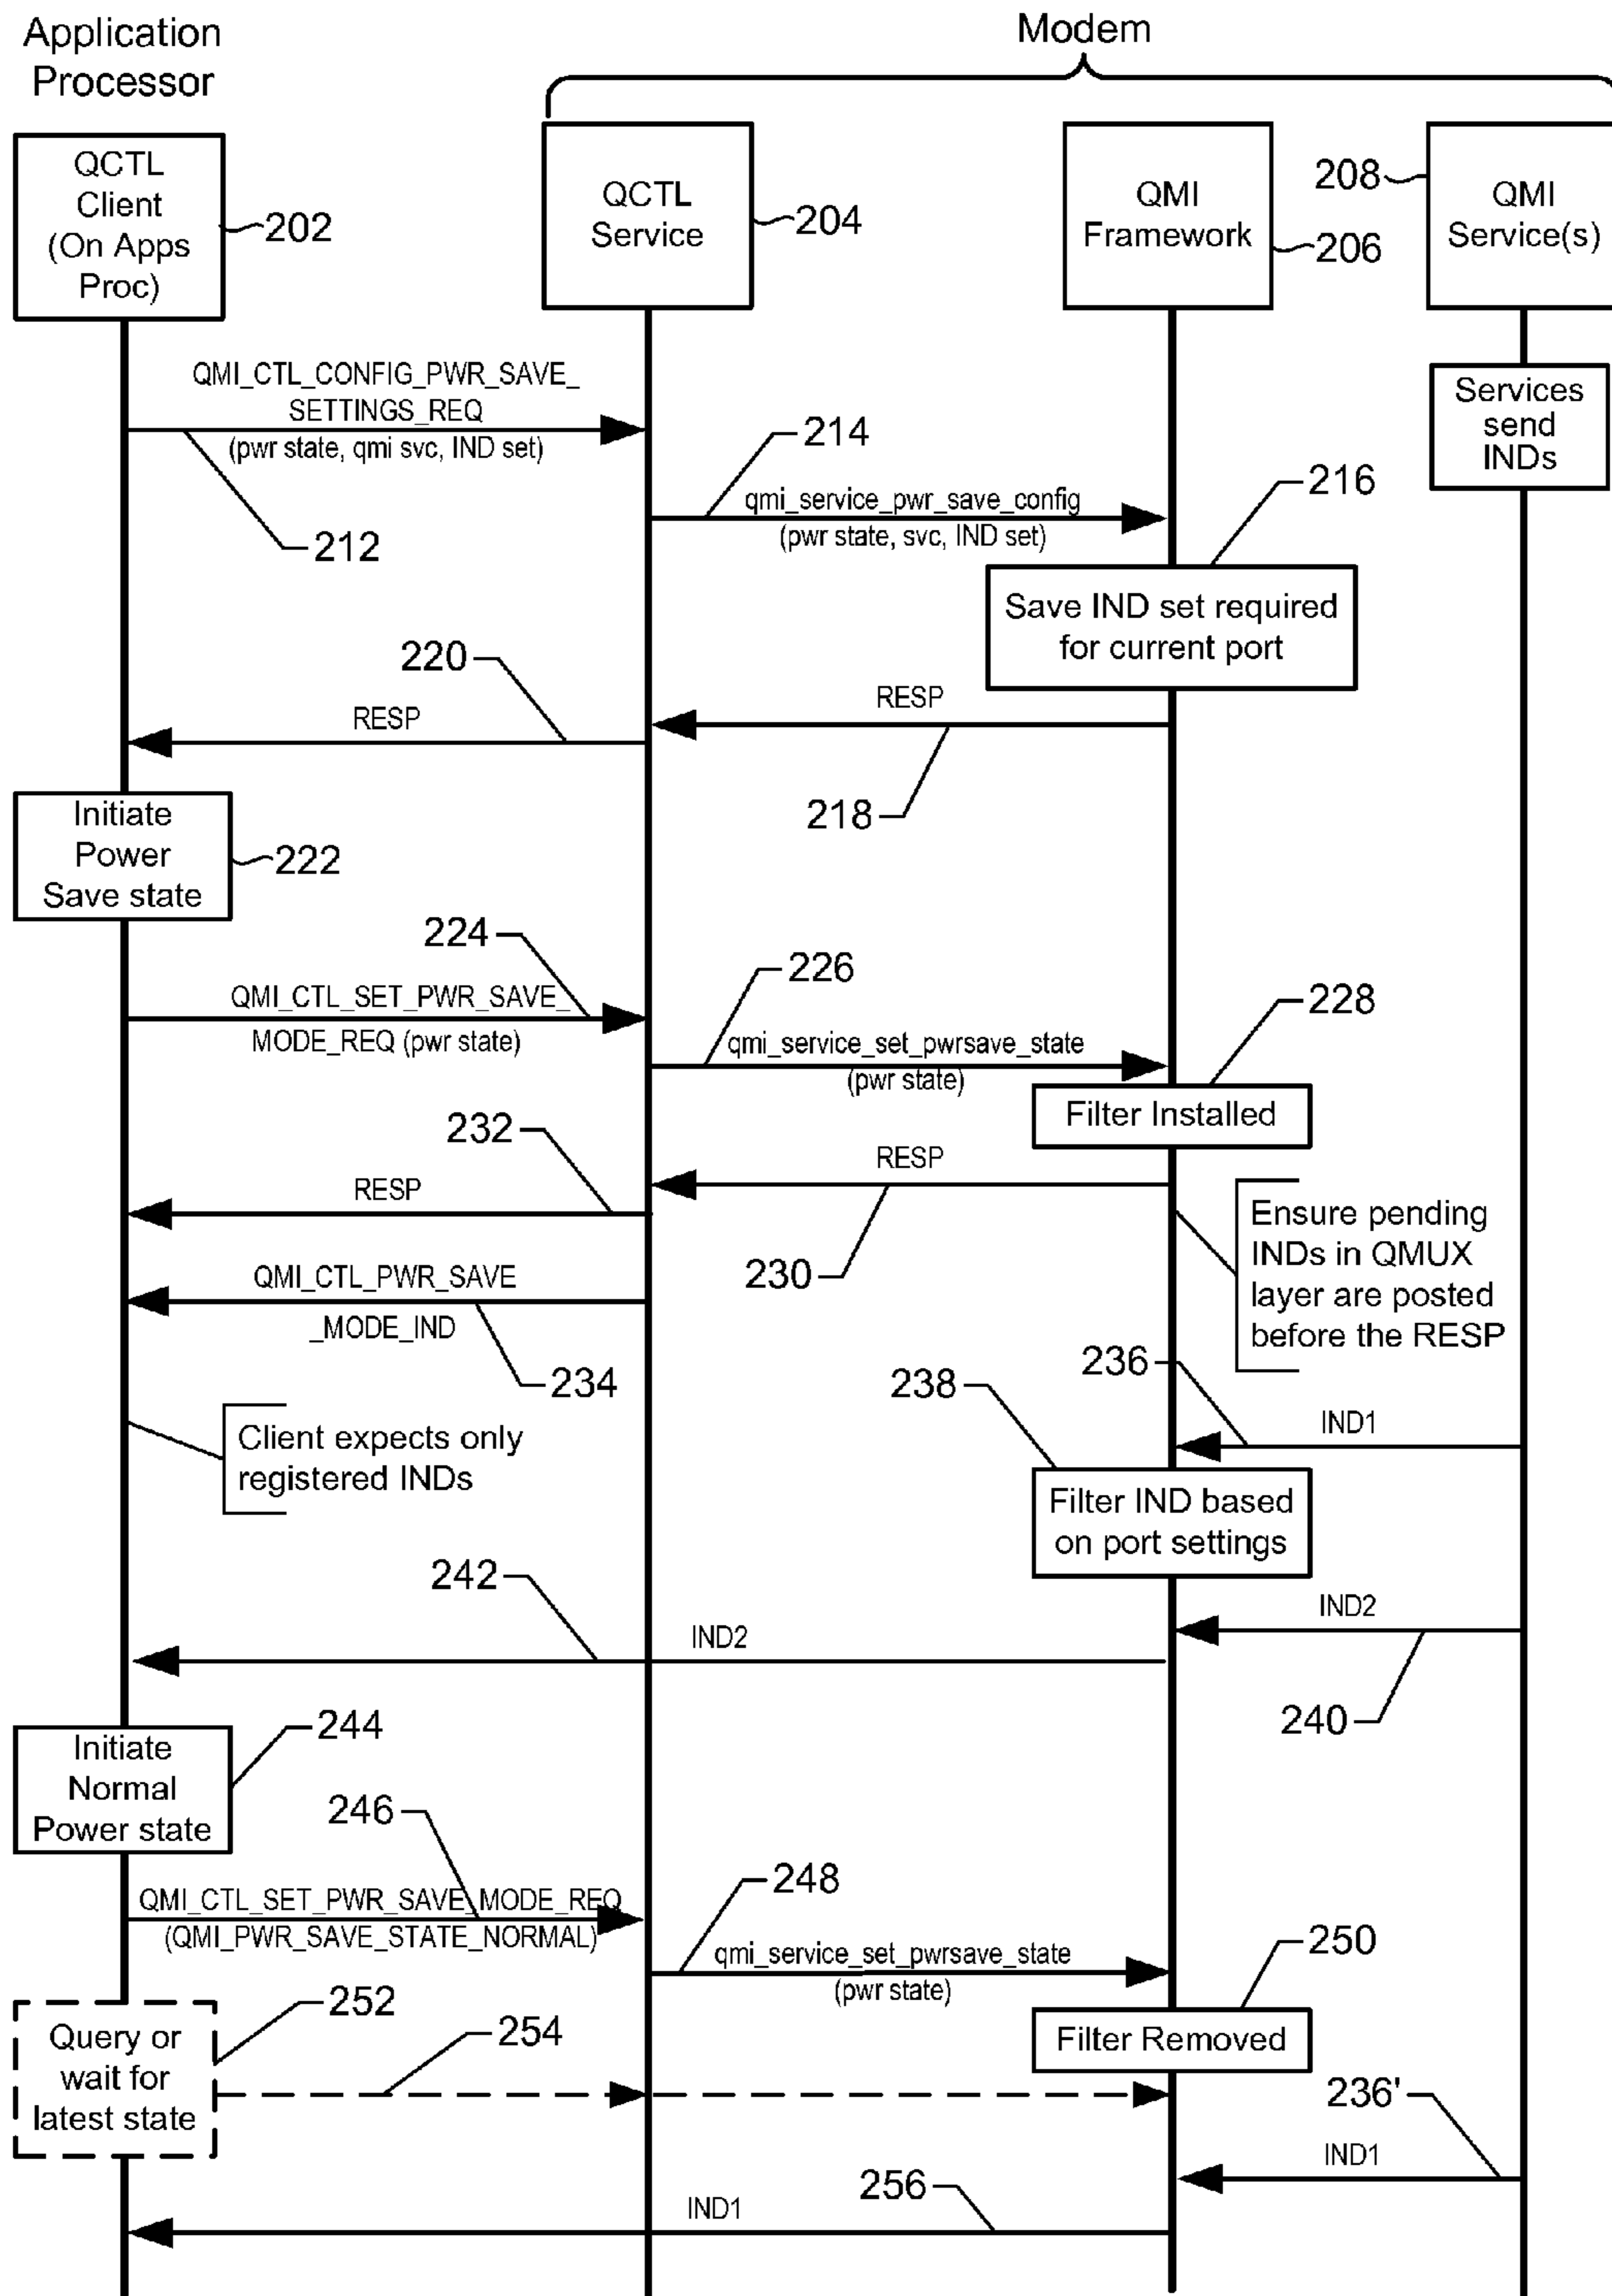 Application
Processor
Modem
QCTL
Client
(On Apps
Proc)
202
QCTL
Service
204
QMI
Framework
206
208
QMI
Service(s)
QMI_CTL_CONFIG_PWR_SAVE_
SETTINGS_REQ
(pwr state, qmi svc, IND set)
212
Services
send
INDs
214
qmi_service_pwr_save_config
(pwr state, svc, IND set)
216
Save IND set required
for current port
220
RESP
RESP
218
Initiate
Power
Save state
222
224
QMI_CTL_SET_PWR_SAVE_
MODE_REQ (pwr state)
226
qmi_service_set_pwrsave_state
(pwr state)
228
Filter Installed
232
RESP
RESP
230
Ensure pending
INDs in QMUX
layer are posted
before the RESP
QMI_CTL_PWR_SAVE
_MODE_IND
234
236
IND1
238
Client expects only
registered INDs
Filter IND based
on port settings
242
IND2
IND2
240
Initiate
Normal
Power state
244
246
QMI_CTL_SET_PWR_SAVE_MODE_REQ
(QMI_PWR_SAVE_STATE_NORMAL)
248
qmi_service_set_pwrsave_state
(pwr state)
250
Filter Removed
252
Query or
wait for
latest state
254
236'
IND1
256
IND1